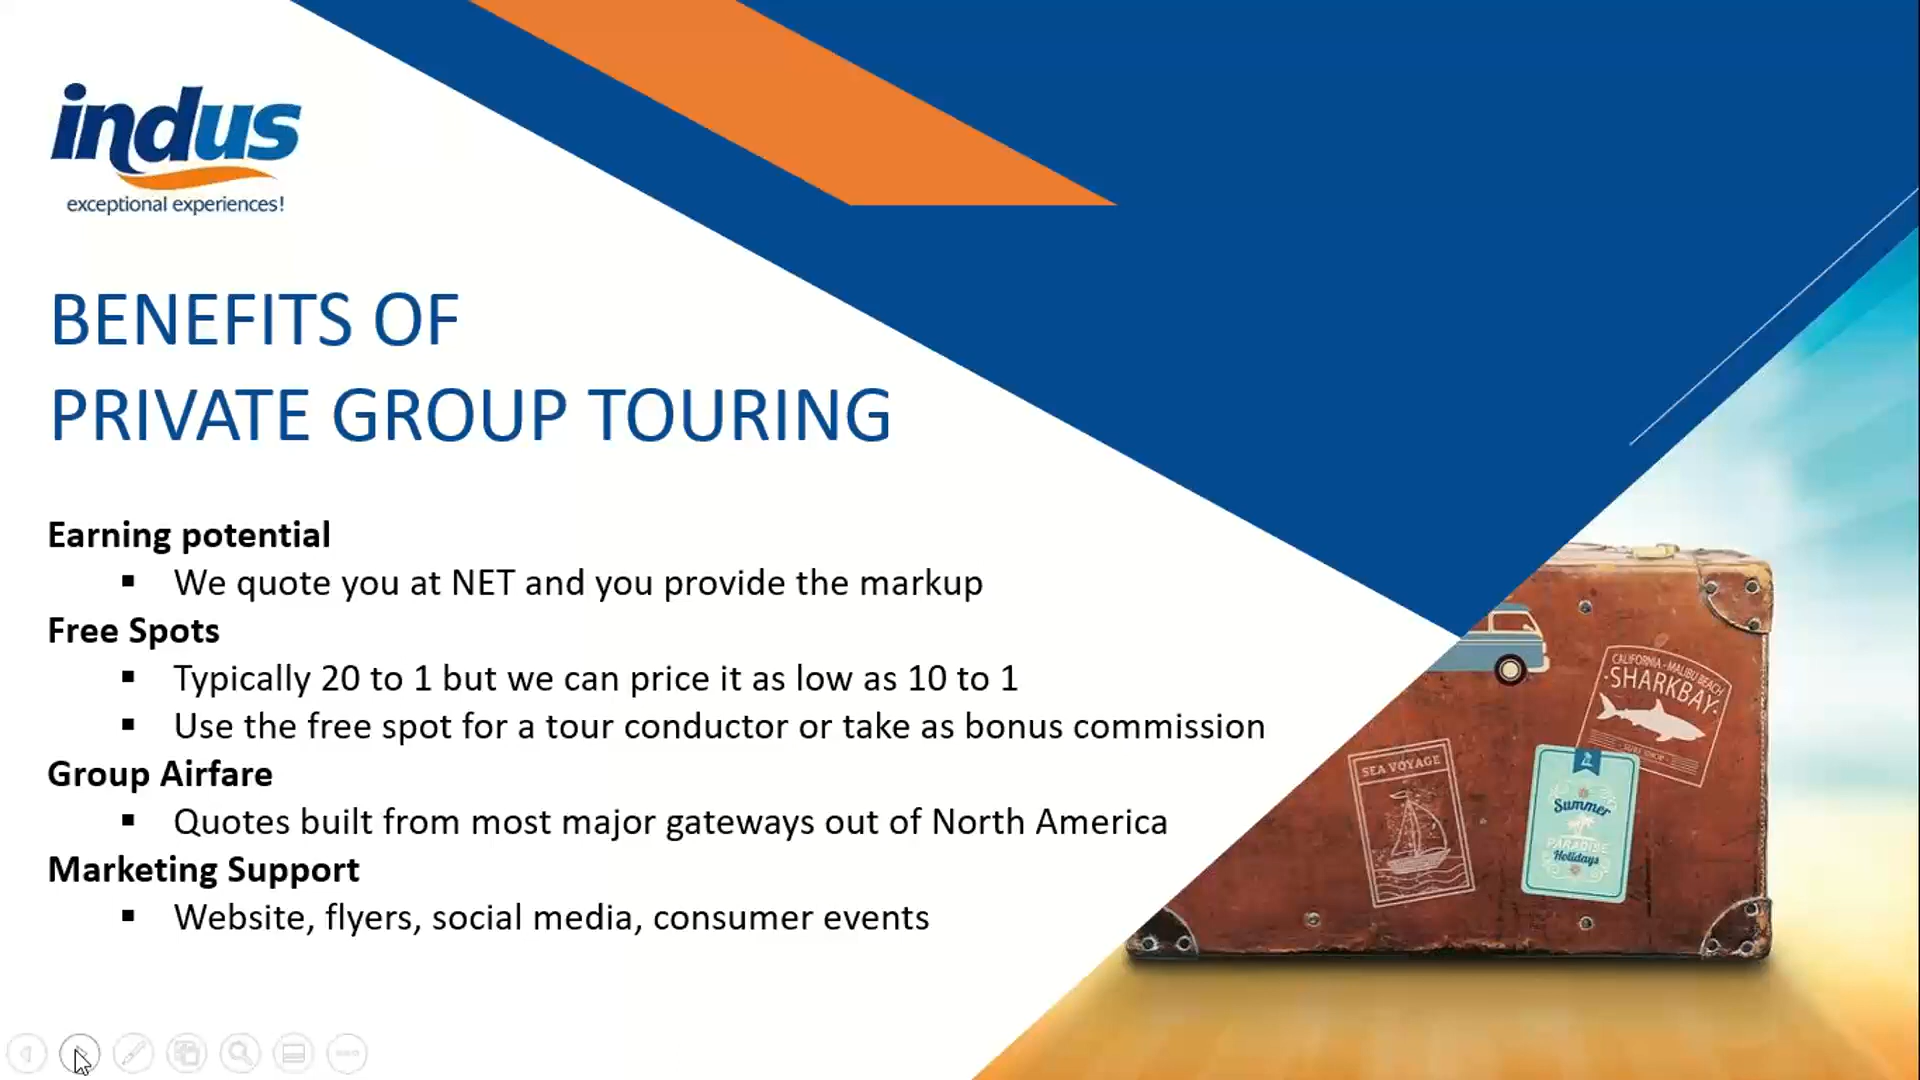 indus
exceptional experiences!
BENEFITS OF
PRIVATE GROUP TOURING
Earning potential
▪ We quote you at NET and you provide the markup
Free Spots
▪ Typically 20 to 1 but we can price it as low as 10 to 1
▪ Use the free spot for a tour conductor or take as bonus commission
Group Airfare
▪ Quotes built from most major gateways out of North America
Marketing Support
▪ Website, flyers, social media, consumer events
CALIFORNIA - MALIBU BEACH
·SHARKBAY·
SURF SHOP
SEA VOYAGE
Summer
PARADISE
Holidays